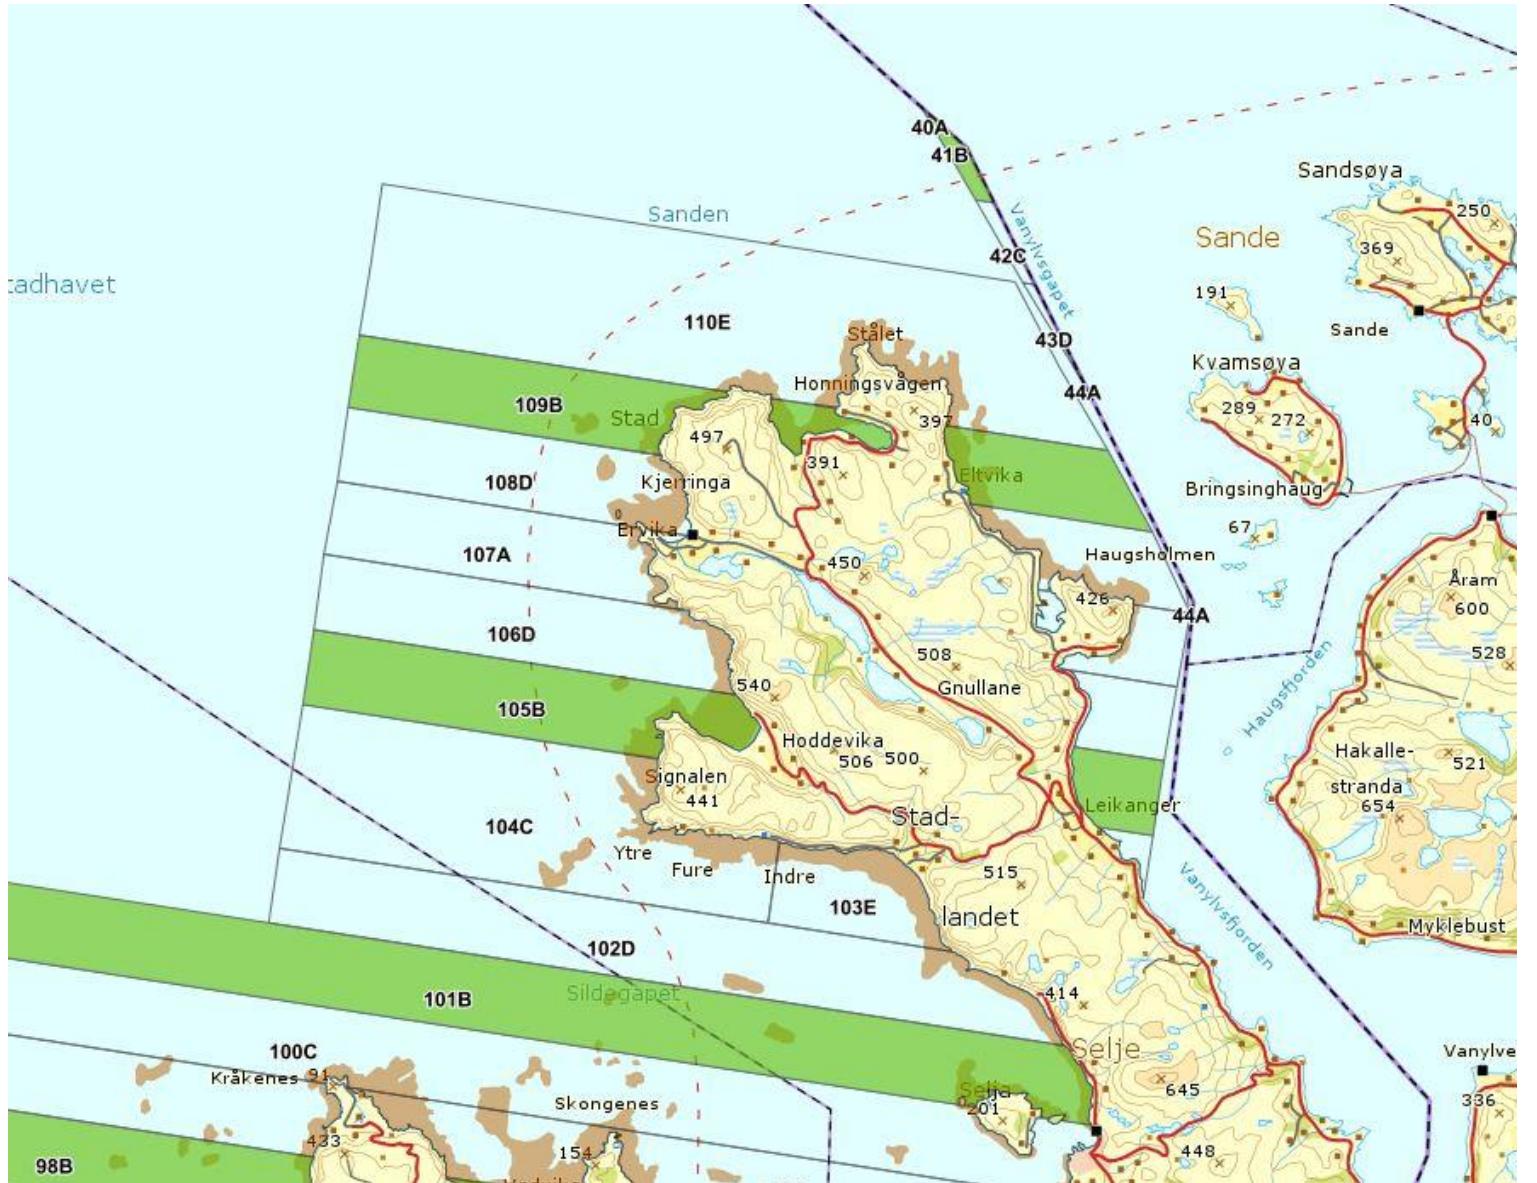 40A
41B
Sandsøya
250
Sanden
Vanylvsgapet
Sande
369
42C
tadhavet
191
110E
Stålet
43D
Sande
Kvamsøya
Honningsvågen
44A
109B
Stad
397
289
272
40
497
391
Eltvika
108D
Kjerringa
Bringsinghaug
0
Ervika
67
107A
450
Haugsholmen
Åram
600
426
44A
106D
508
528
540
Gnullane
Haugsfjorden
105B
Hoddevika
506
500
Hakalle-
521
stranda
654
Signalen
441
Leikanger
104C
Stad-
Ytre
Fure
Indre
515
Vanylvsfjorden
103E
landet
Myklebust
102D
101B
Sildegapet
414
Selje
100C
Vanylve
Kråkenes
91
645
Selja
201
Skongenes
336
433
154
448
98B